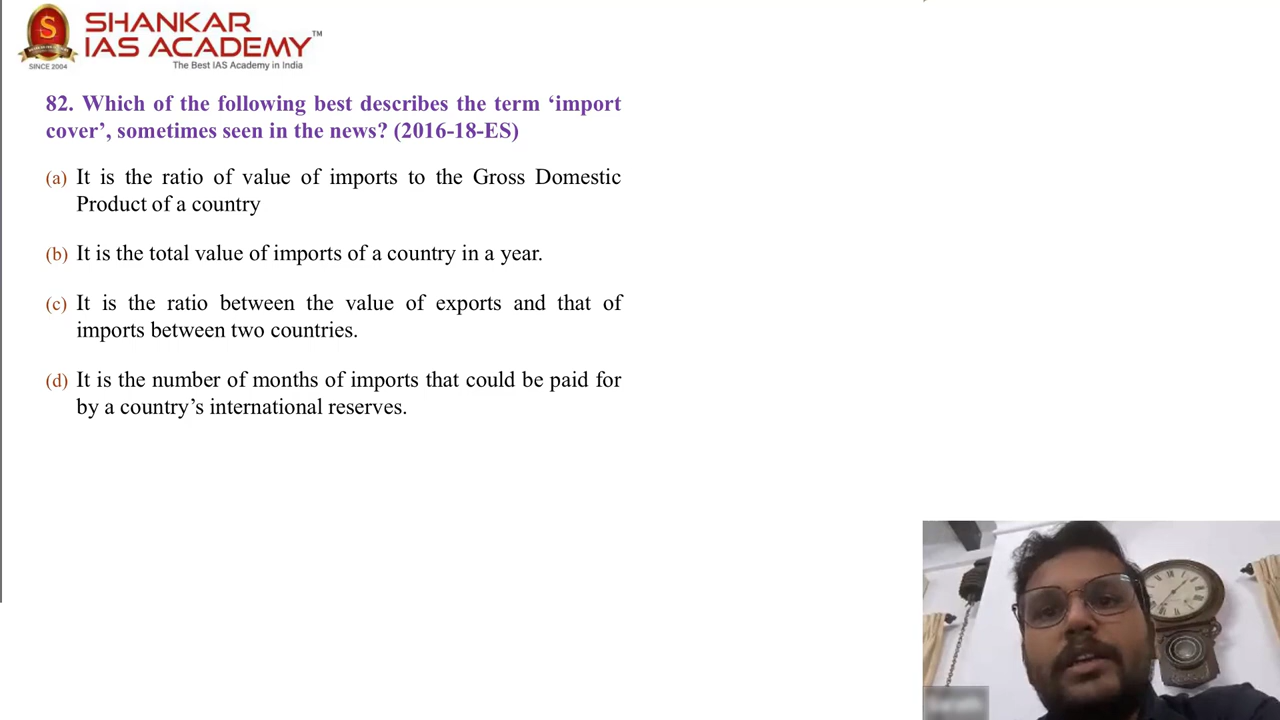 SHANKAR
IAS ACADEMY™
The Best IAS Academy in India
S
SINCE 2004
82. Which of the following best describes the term ‘import
cover’, sometimes seen in the news? (2016-18-ES)
(a) It is the ratio of value of imports to the Gross Domestic
Product of a country
(b) It is the total value of imports of a country in a year.
(c) It is the ratio between the value of exports and that of
imports between two countries.
(d) It is the number of months of imports that could be paid for
by a country’s international reserves.